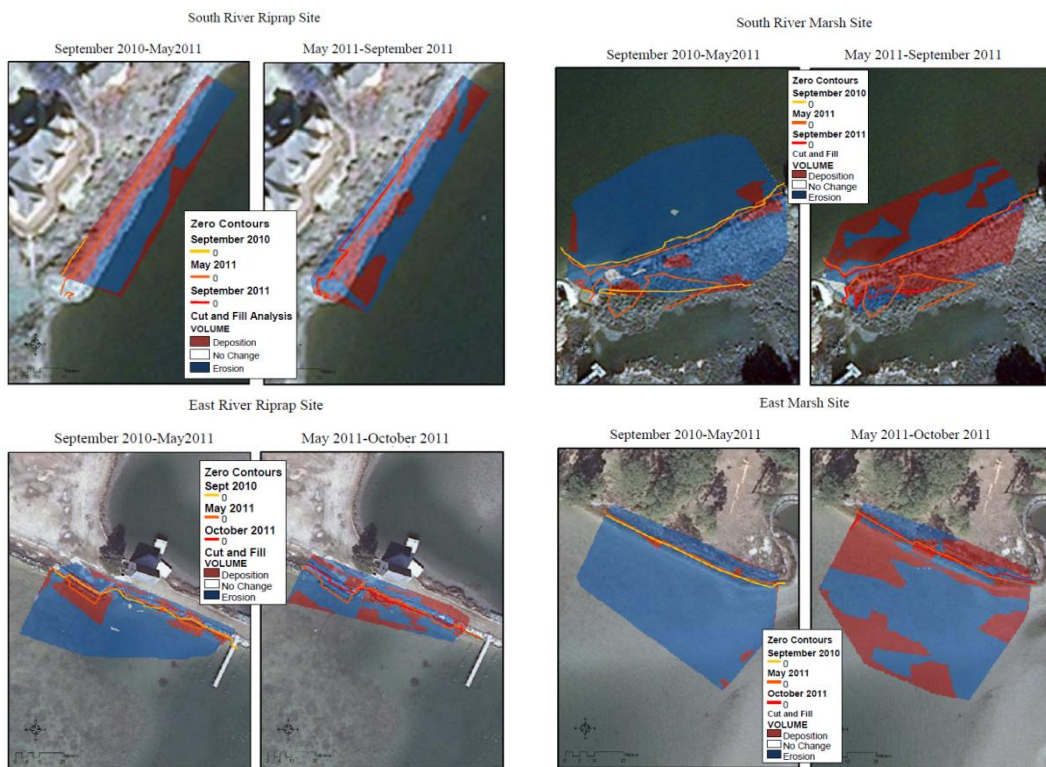 South River Riprap Site
September 2010-May2011
May 2011-September 2011
Zero Contours
September 2010
0
May 2011
0
September 2011
0
Cut and Fill Analysis
VOLUME
Deposition
No Change
Erosion
South River Marsh Site
September 2010-May2011
May 2011-September 2011
Zero Contours
September 2010
0
May 2011
0
September 2011
0
Cut and Fill
VOLUME
Deposition
No Change
Erosion
East River Riprap Site
September 2010-May2011
May 2011-October 2011
Zero Contours
Sept 2010
0
May 2011
0
October 2011
0
Cut and Fill
VOLUME
Deposition
No Change
Erosion
East Marsh Site
September 2010-May2011
May 2011-October 2011
Zero Contours
September 2010
0
May 2011
0
October 2011
0
Cut and Fill
VOLUME
Deposition
No Change
Erosion